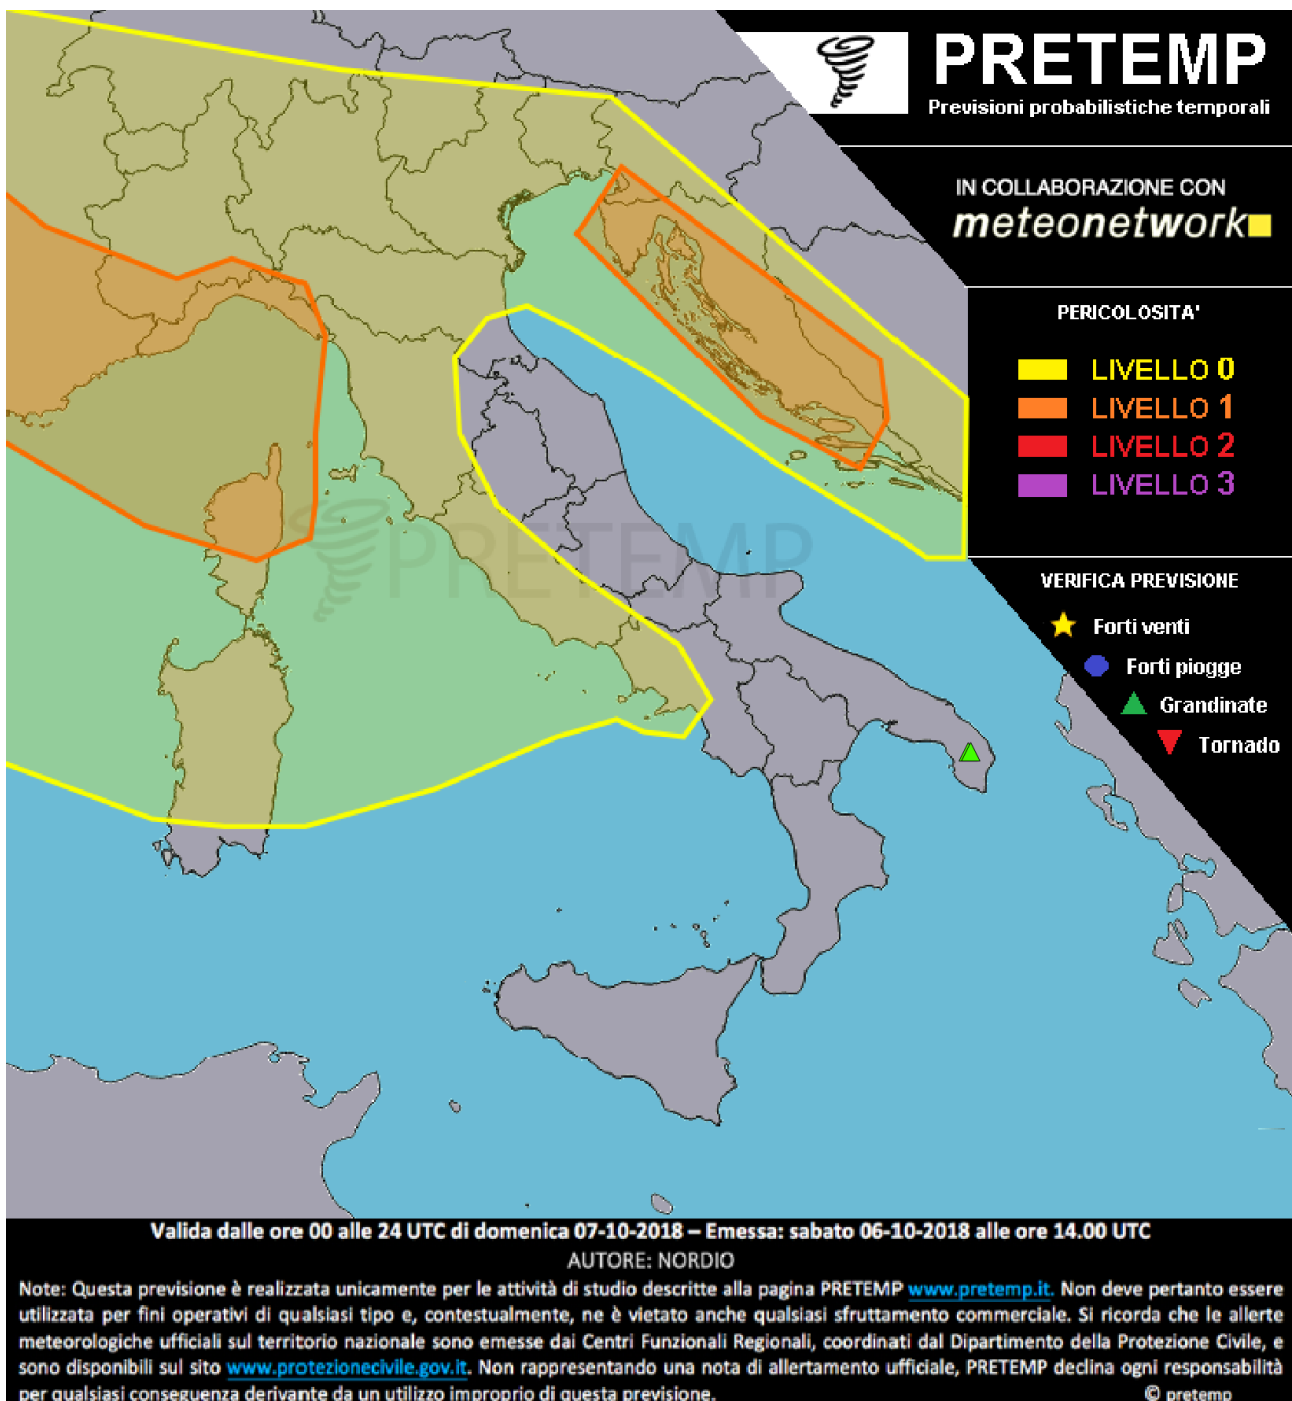 PRETEMP
Previsioni probabilistiche temporali
IN COLLABORAZIONE CON
meteonetwork
PERICOLOSITA'
LIVELLO 0
LIVELLO 1
LIVELLO 2
LIVELLO 3
PRETEMP
VERIFICA PREVISIONE
Forti venti
Forti piogge
Grandinate
Tornado
Valida dalle ore 00 alle 24 UTC di domenica 07-10-2018 – Emessa: sabato 06-10-2018 alle ore 14.00 UTC
AUTORE: NORDIO
Note: Questa previsione è realizzata unicamente per le attività di studio descritte alla pagina PRETEMP www.pretemp.it. Non deve pertanto essere
utilizzata per fini operativi di qualsiasi tipo e, contestualmente, ne è vietato anche qualsiasi sfruttamento commerciale. Si ricorda che le allerte
meteorologiche ufficiali sul territorio nazionale sono emesse dai Centri Funzionali Regionali, coordinati dal Dipartimento della Protezione Civile, e
sono disponibili sul sito www.protezionecivile.gov.it. Non rappresentando una nota di allertamento ufficiale, PRETEMP declina ogni responsabilità
per qualsiasi conseguenza derivante da un utilizzo improprio di questa previsione.
© pretemp